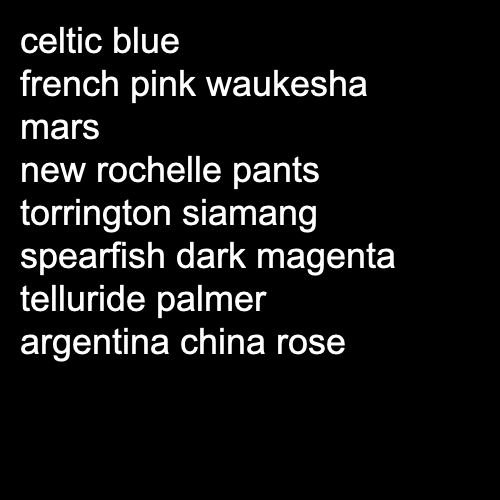 celtic blue
french pink waukesha
mars
new rochelle pants
torrington siamang
spearfish dark magenta
telluride palmer
argentina china rose